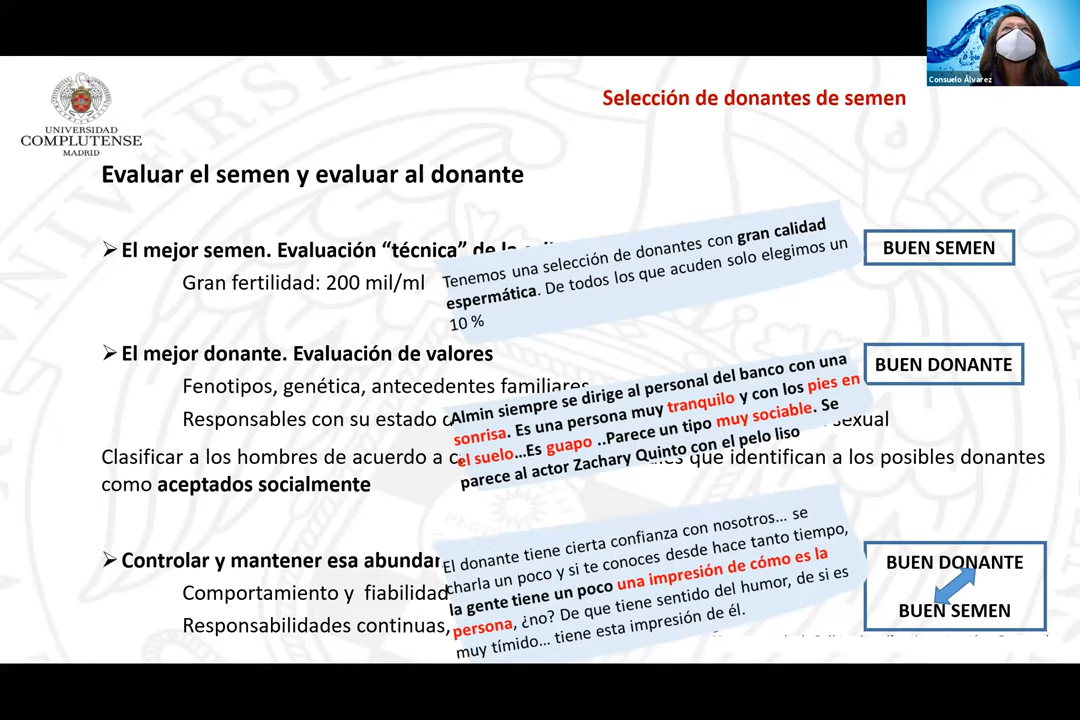 Consuelo Álvarez
UNIVERSIDAD
COMPLUTENSE
MADRID
Selección de donantes de semen
Evaluar el semen y evaluar al donante
➢ El mejor semen. Evaluación “técnica” de la
Gran fertilidad: 200 mil/ml
Tenemos una selección de donantes con gran calidad
espermática. De todos los que acuden solo elegimos un
10 %
BUEN SEMEN
➢ El mejor donante. Evaluación de valores
Fenotipos, genética, antecedentes familiares
Responsables con su estado
sexual
Almin siempre se dirige al personal del banco con una
sonrisa. Es una persona muy tranquilo y con los pies en
el suelo...Es guapo ..Parece un tipo muy sociable. Se
parece al actor Zachary Quinto con el pelo liso
BUEN DONANTE
Clasificar a los hombres de acuerdo a
que identifican a los posibles donantes
como aceptados socialmente
➢ Controlar y mantener esa
Comportamiento y fiabilidad
Responsabilidades continuas,
El donante tiene cierta confianza con nosotros... se
charla un poco y si te conoces desde hace tanto tiempo,
la gente tiene un poco una impresión de cómo es la
persona, ¿no? De que tiene sentido del humor, de si es
muy tímido... tiene esta impresión de él.
BUEN DONANTE
BUEN SEMEN